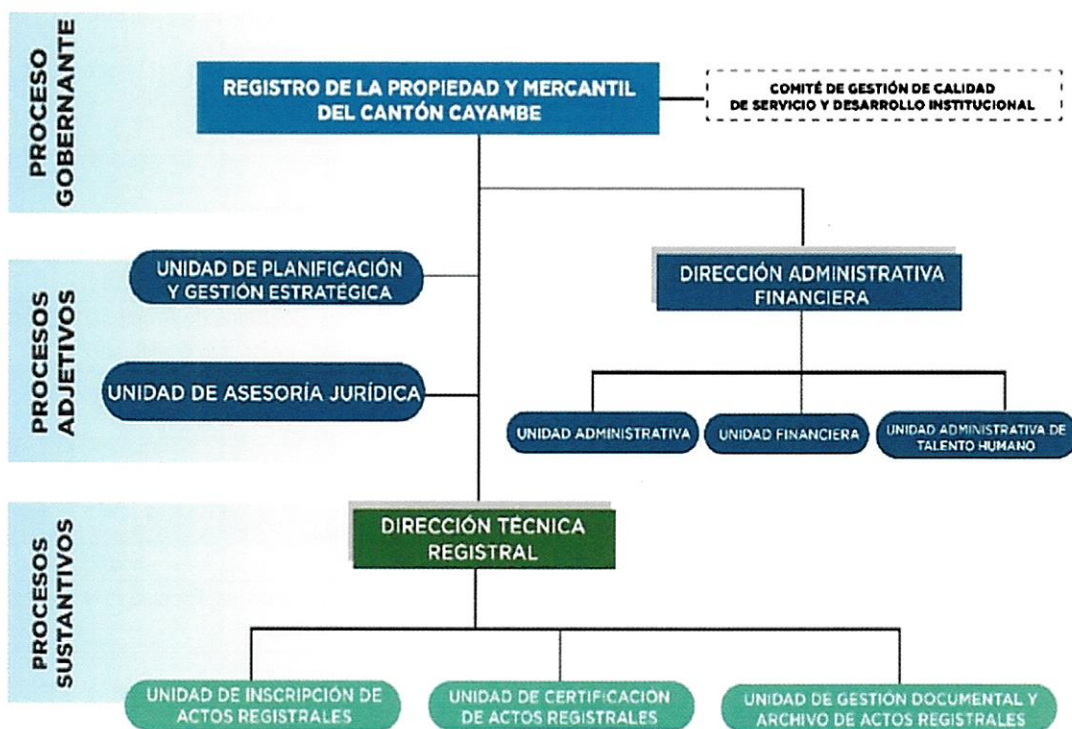 PROCESO
GOBERNANTE
REGISTRO DE LA PROPIEDAD Y MERCANTIL
DEL CANTÓN CAYAMBE
COMITÉ DE GESTIÓN DE CALIDAD
DE SERVICIO Y DESARROLLO INSTITUCIONAL
PROCESOS
ADJETIVOS
UNIDAD DE PLANIFICACIÓN
Y GESTIÓN ESTRATÉGICA
DIRECCIÓN ADMINISTRATIVA
FINANCIERA
UNIDAD DE ASESORÍA JURÍDICA
UNIDAD ADMINISTRATIVA
UNIDAD FINANCIERA
UNIDAD ADMINISTRATIVA DE
TALENTO HUMANO
PROCESOS
SUSTANTIVOS
DIRECCIÓN TÉCNICA
REGISTRAL
UNIDAD DE INSCRIPCIÓN DE
ACTOS REGISTRALES
UNIDAD DE CERTIFICACIÓN
DE ACTOS REGISTRALES
UNIDAD DE GESTIÓN DOCUMENTAL Y
ARCHIVO DE ACTOS REGISTRALES